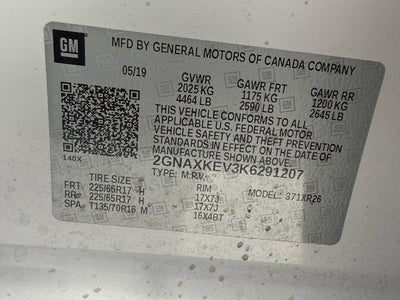 GM
MFD BY GENERAL MOTORS OF CANADA COMPANY
05/19 GVWR GAWR FRT GAWR RR
2025 KG 1175 KG 1200 KG
4464 LB 2590 LB 2645 LB
THIS VEHICLE CONFORMS TO ALL
APPLICABLE U.S. FEDERAL MOTOR
VEHICLE SAFETY AND THEFT PREVENTION
STANDARDS IN EFFECT ON THE DATE OF
MANUFACTURE SHOWN ABOVE.
140X 2GNAXKEV3K6291207
TYPE: M.P.V. MODEL: 371XR26
TIRE SIZE RIM
FRT: 225/65R17 H 17X7J
RR: 225/65R17 H 17X7J
SPA: T135/70R16 M 16X4BT